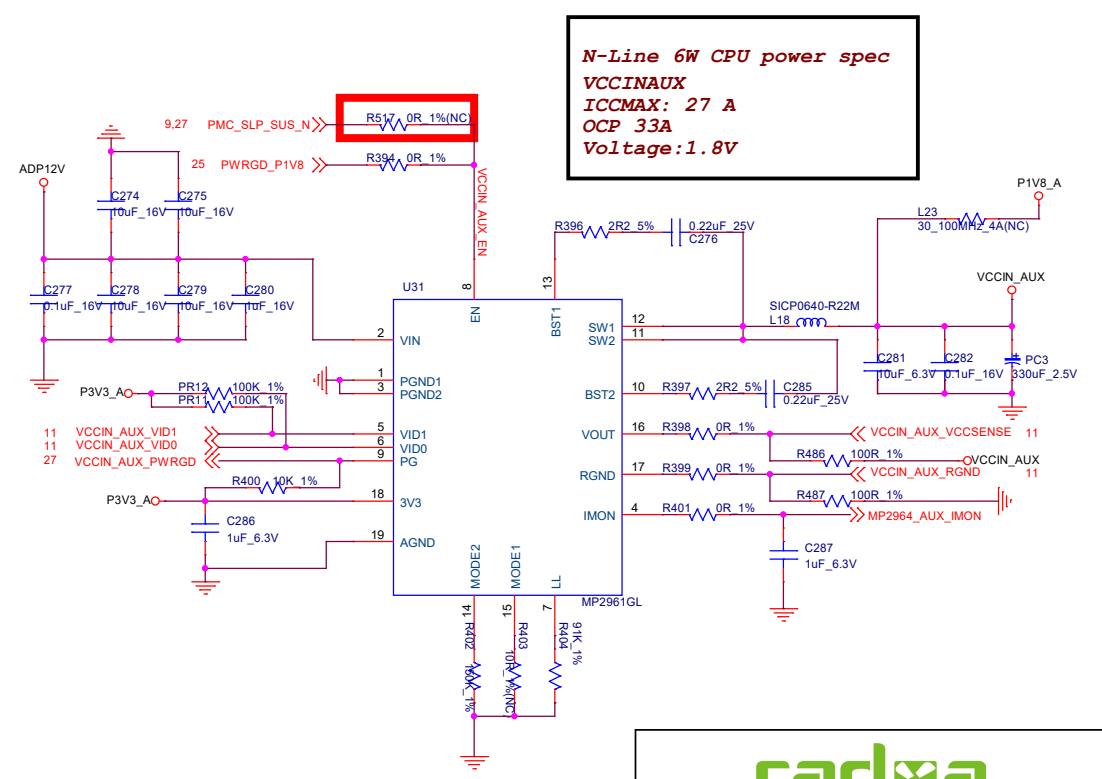 N-Line 6W CPU power spec
VCCINAUX
ICCMAX: 27 A
OCP 33A
Voltage:1.8V
9,27 PMC_SLP_SUS_N
R517 0R_1%(NC)
25 PWRGD_P1V8
R394 0R_1%
VCCIN_AUX_EN
ADP12V
C274
10uF_16V
C275
10uF_16V
C277
0.1uF_16V
C278
10uF_16V
C279
10uF_16V
C280
1uF_16V
P1V8_A
L23
30_100MHz_4A(NC)
R396 2R2_5%
0.22uF_25V
C276
VCCIN_AUX
SICP0640-R22M
L18
C281
10uF_6.3V
C282
0.1uF_16V
PC3
330uF_2.5V
U31
8
EN
13
BST1
2 VIN
1 PGND1
3 PGND2
5 VID1
6 VID0
9 PG
18 3V3
19 AGND
SW1 12
SW2 11
BST2 10
VOUT 16
RGND 17
IMON 4
MODE2
14
MODE1
15
LL
7
MP2961GL
P3V3_A
PR12 100K_1%
PR11 100K_1%
11 VCCIN_AUX_VID1
11 VCCIN_AUX_VID0
27 VCCIN_AUX_PWRGD
R400 10K_1%
P3V3_A
C286
1uF_6.3V
R397 2R2_5%
C285
0.22uF_25V
R398 0R_1%
VCCIN_AUX_VCCSENSE 11
R486 100R_1%
VCCIN_AUX
R399 0R_1%
VCCIN_AUX_RGND 11
R487 100R_1%
R401 0R_1%
MP2964_AUX_IMON
C287
1uF_6.3V
R402
150K_1%
R403
10R_1%(NC)
R404
91K_1%
radxa